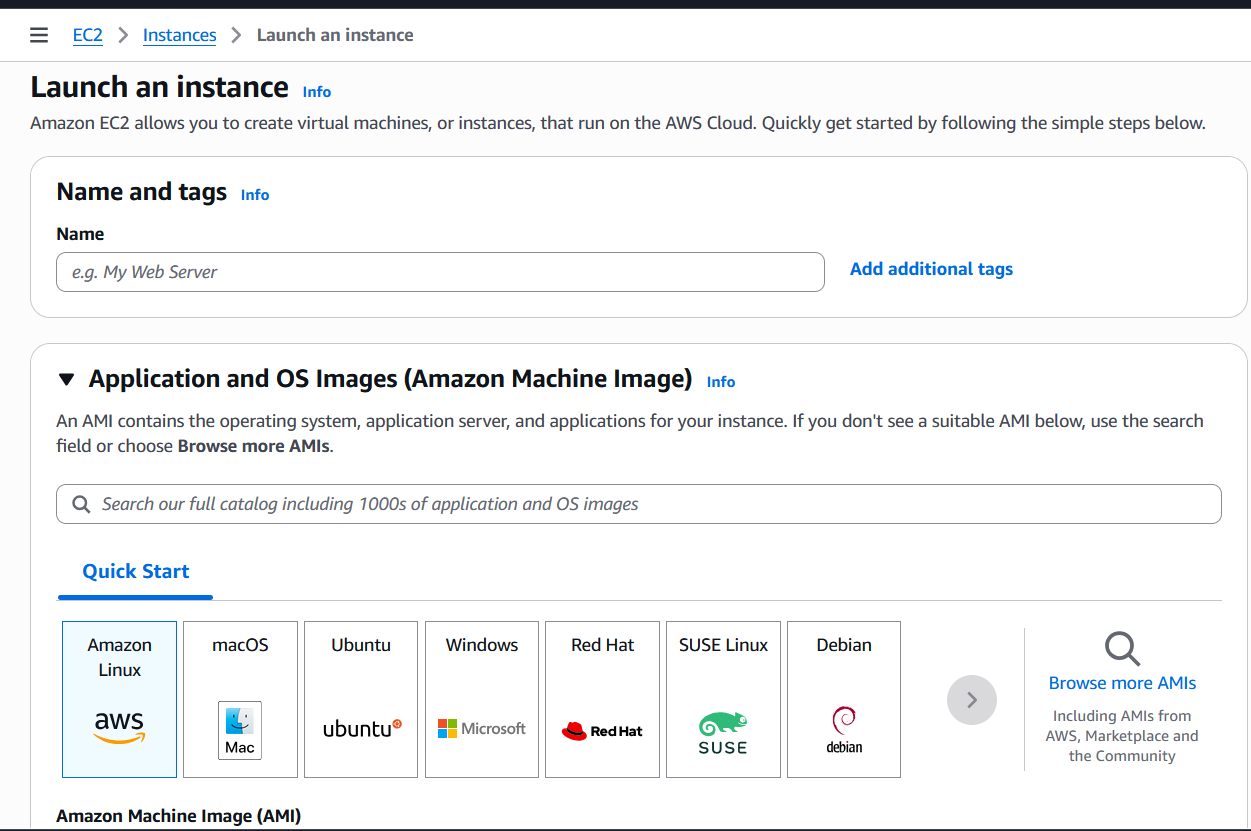 EC2 > Instances > Launch an instance
Launch an instance Info
Amazon EC2 allows you to create virtual machines, or instances, that run on the AWS Cloud. Quickly get started by following the simple steps below.
Name and tags Info
Name
e.g. My Web Server
Add additional tags
Application and OS Images (Amazon Machine Image) Info
An AMI contains the operating system, application server, and applications for your instance. If you don't see a suitable AMI below, use the search
field or choose Browse more AMIs.
Search our full catalog including 1000s of application and OS images
Quick Start
Amazon
Linux
aws
macOS
Mac
Ubuntu
ubuntu
Windows
Microsoft
Red Hat
Red Hat
SUSE Linux
SUSE
Debian
debian
Browse more AMIs
Including AMIs from
AWS, Marketplace and
the Community
Amazon Machine Image (AMI)